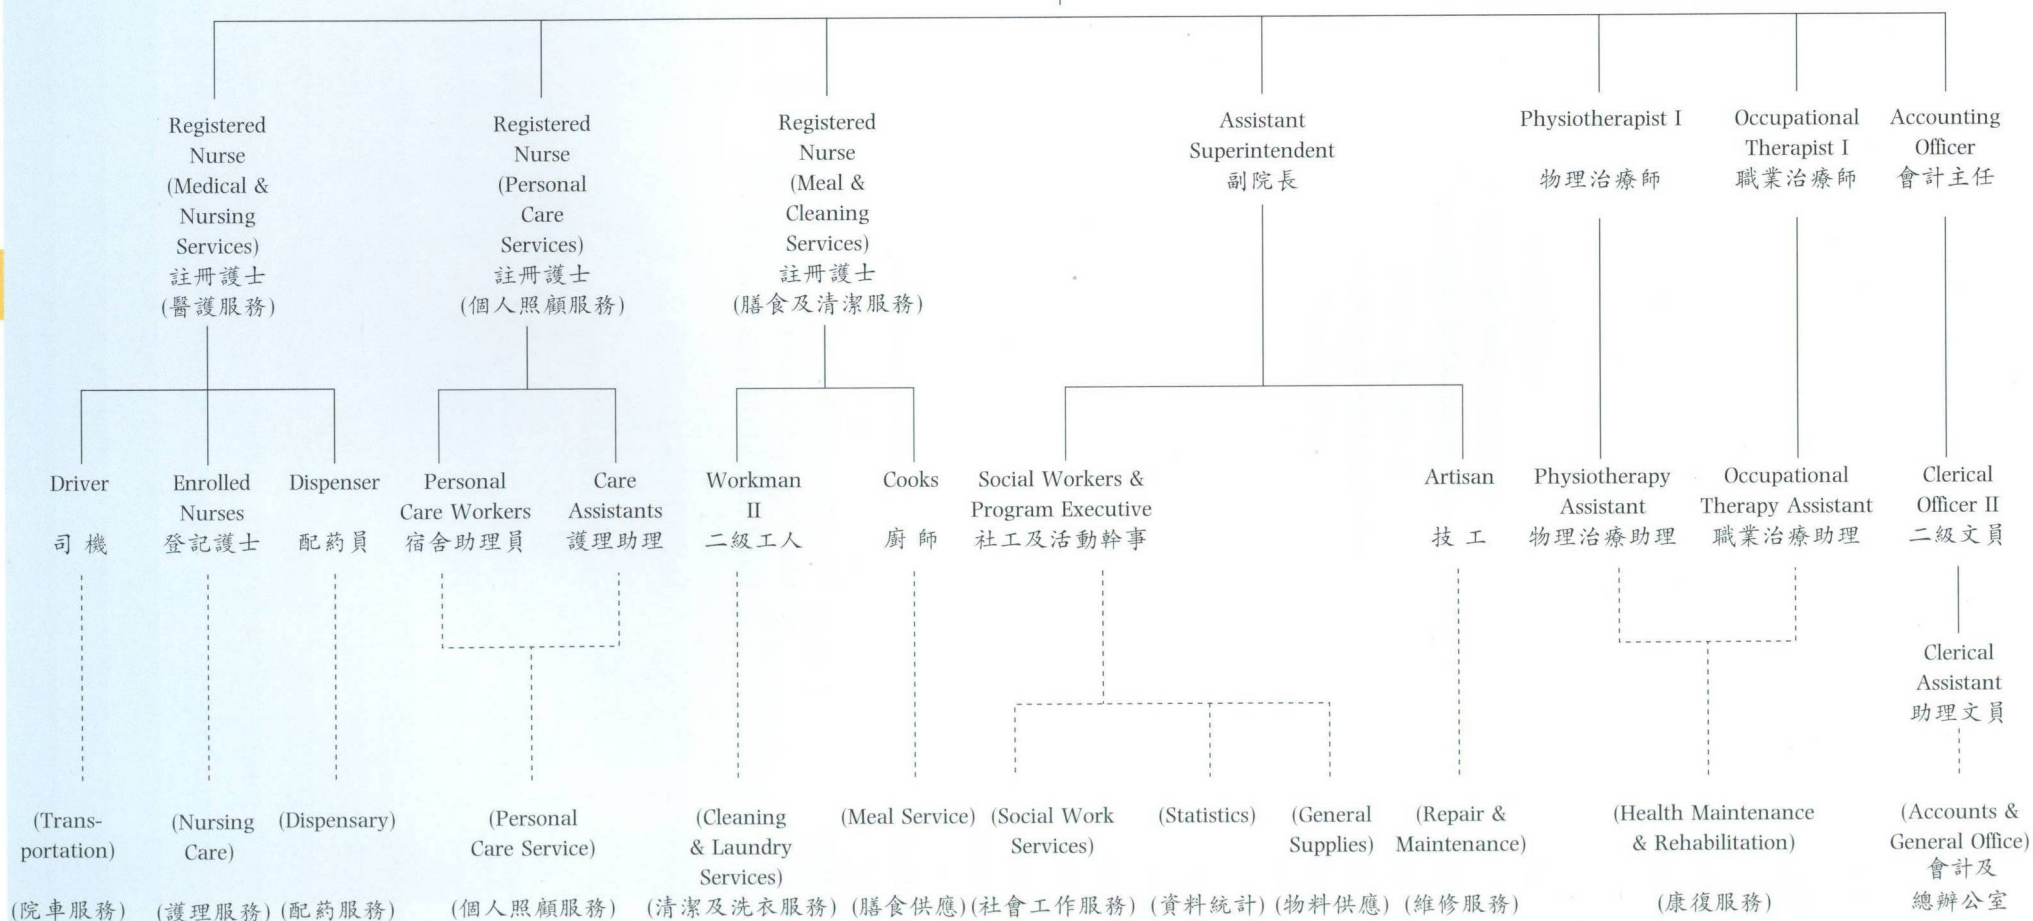 Registered
Nurse
(Medical &
Nursing
Services)
註冊護士
(醫護服務)
Registered
Nurse
(Personal
Care
Services)
註冊護士
(個人照顧服務)
Registered
Nurse
(Meal &
Cleaning
Services)
註冊護士
(膳食及清潔服務)
Assistant
Superintendent
副院長
Physiotherapist I
物理治療師
Occupational
Therapist I
職業治療師
Accounting
Officer
會計主任
Driver
司機
Enrolled
Nurses
登記護士
Dispenser
配葯員
Personal
Care Workers
宿舍助理員
Care
Assistants
護理助理
Workman
II
二級工人
Cooks
廚師
Social Workers &
Program Executive
社工及活動幹事
Artisan
技工
Physiotherapy
Assistant
物理治療助理
Occupational
Therapy Assistant
職業治療助理
Clerical
Officer II
二級文員
Clerical
Assistant
助理文員
(Trans-
portation)
(院車服務)
(Nursing
Care)
(護理服務)
(Dispensary)
(配葯服務)
(Personal
Care Service)
(個人照顧服務)
(Cleaning
& Laundry
Services)
(清潔及洗衣服務)
(Meal Service)
(膳食供應)
(Social Work
Services)
(社會工作服務)
(Statistics)
(資料統計)
(General
Supplies)
(物料供應)
(Repair &
Maintenance)
(維修服務)
(Health Maintenance
& Rehabilitation)
(康復服務)
(Accounts &
General Office)
會計及
總辦公室